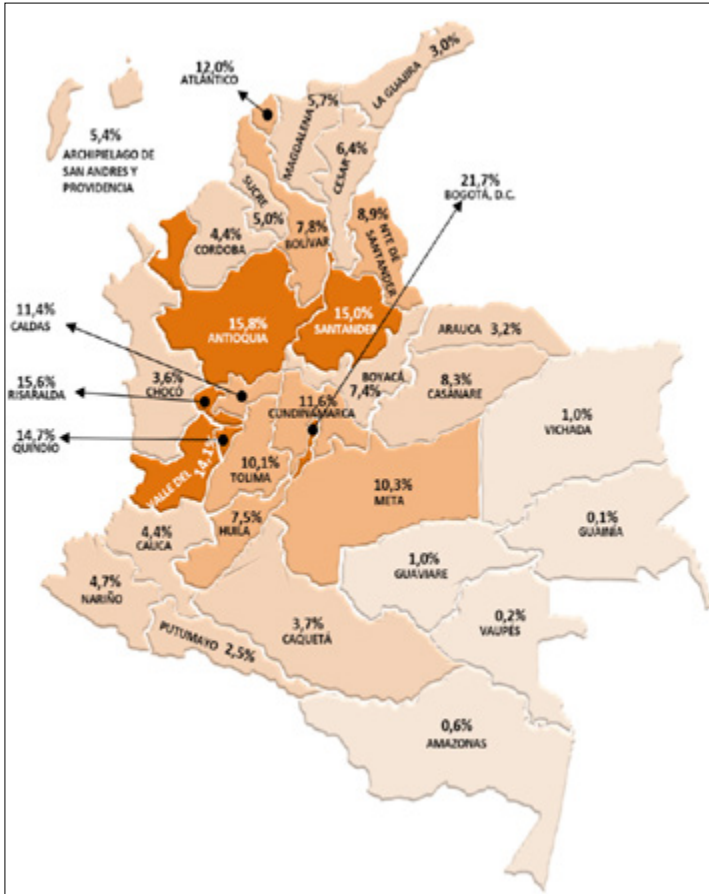 3,0%
LA GUAJIRA
12,0%
ATLÁNTICO
5,7%
MAGDALENA
5,4%
ARCHIPIELAGO DE
SAN ANDRES Y
PROVIDENCIA
6,4%
CESAR
21,7%
BOGOTÁ, D.C.
SUCRE
5,0%
8,9%
NTE DE
SANTANDER
4,4%
CORDOBA
7,8%
BOLÍVAR
11,4%
CALDAS
15,8%
ANTIOQUIA
15,0%
SANTANDER
ARAUCA 3,2%
15,6%
RISARALDA
3,6%
CHOCÓ
BOYACÁ
7,4%
8,3%
CASANARE
11,6%
CUNDINAMARCA
1,0%
VICHADA
14,7%
QUINDIO
VALLE DEL
14,1%
10,1%
TOLIMA
10,3%
META
7,5%
HUILA
4,4%
CAUCA
0,1%
GUAINÍA
1,0%
GUAVIARE
4,7%
NARIÑO
3,7%
CAQUETÁ
0,2%
VAUPÉS
PUTUMAYO 2,5%
0,6%
AMAZONAS